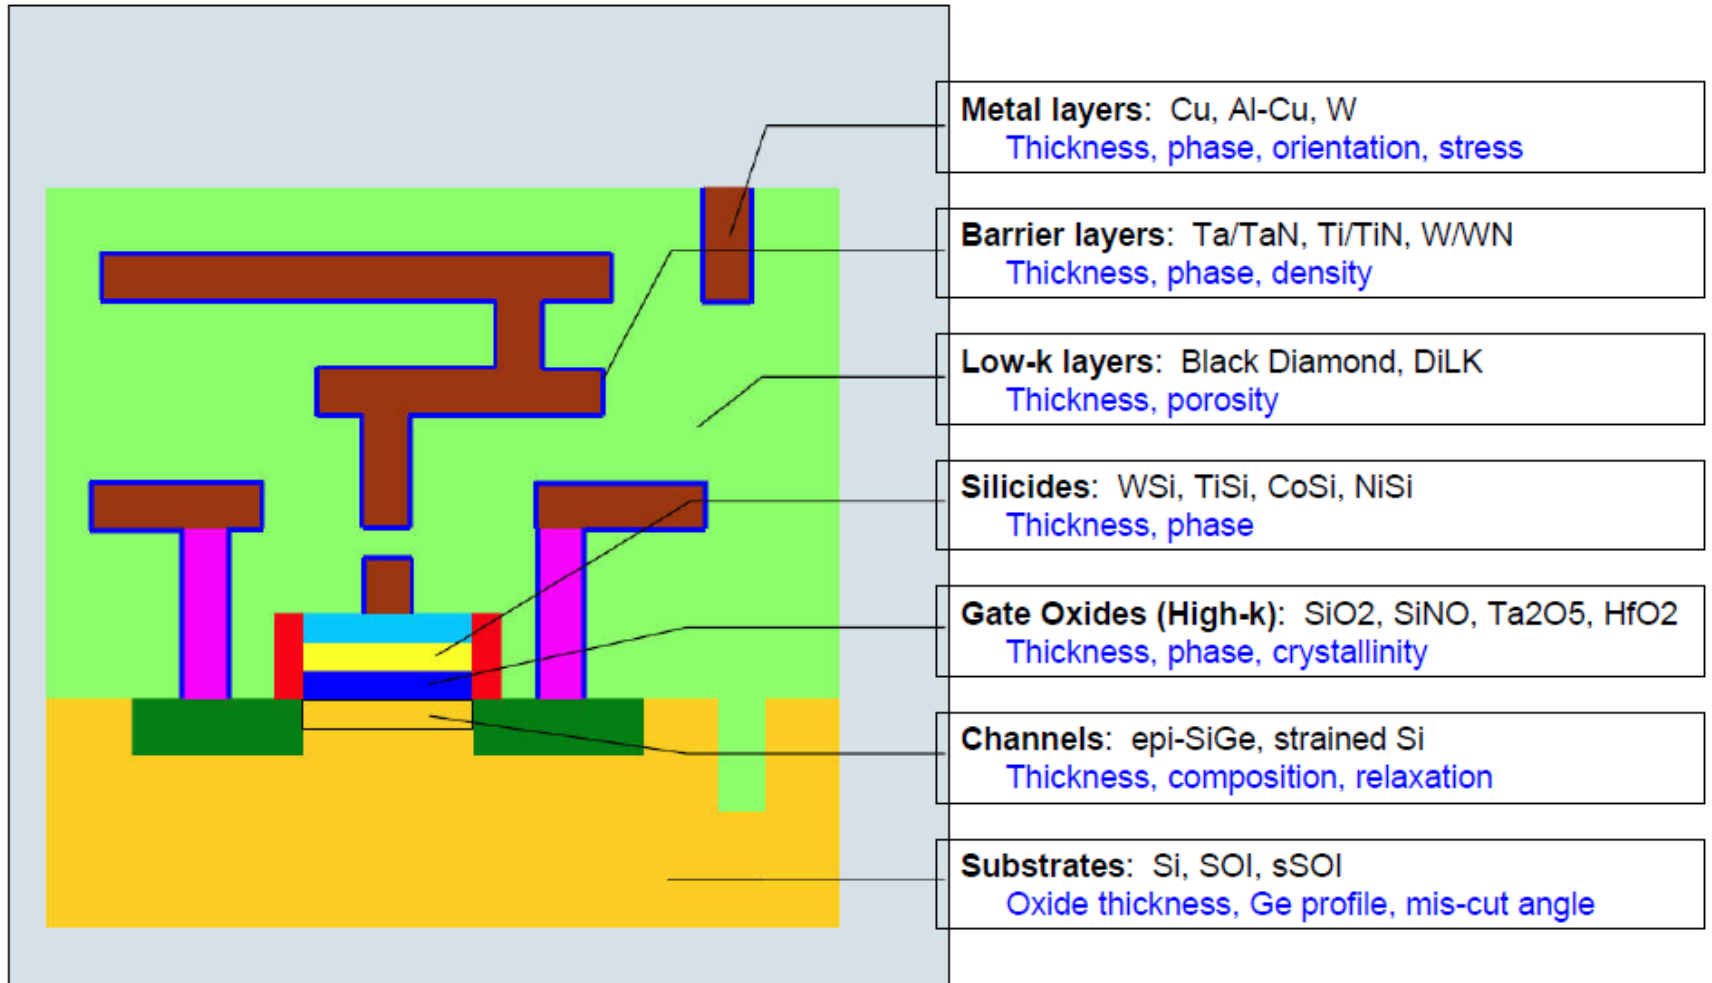 Metal layers: Cu, Al-Cu, W
Thickness, phase, orientation, stress
Barrier layers: Ta/TaN, Ti/TiN, W/WN
Thickness, phase, density
Low-k layers: Black Diamond, DiLK
Thickness, porosity
Silicides: WSi, TiSi, CoSi, NiSi
Thickness, phase
Gate Oxides (High-k): SiO2, SiNO, Ta2O5, HfO2
Thickness, phase, crystallinity
Channels: epi-SiGe, strained Si
Thickness, composition, relaxation
Substrates: Si, SOI, sSOI
Oxide thickness, Ge profile, mis-cut angle